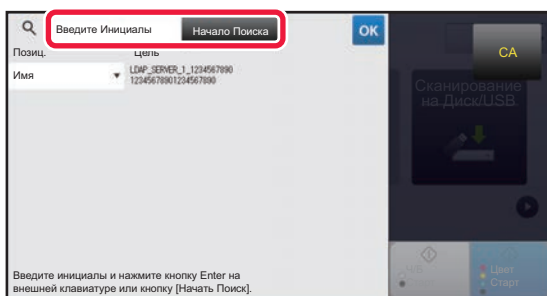 Введите Инициалы
Начало Поиска
OK
CA
Позиц.
Цель
Имя
LDAP_SERVER_1_1234567890
12345678901234567890
Сканирование
на Диск/USB
Ч/Б
Старт
Цвет
Старт
Введите инициалы и нажмите кнопку Enter на
внешней клавиатуре или кнопку [Начать Поиск].